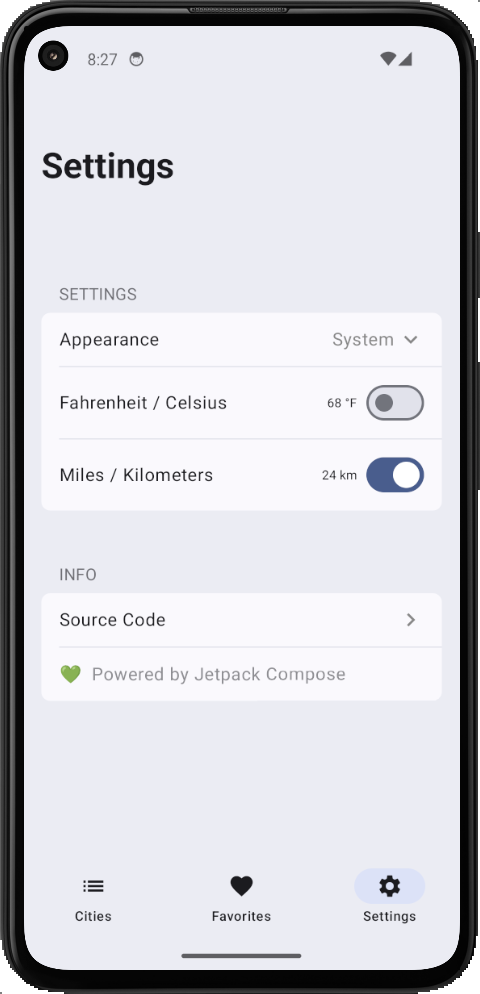 8:27
Settings
SETTINGS
Appearance System
Fahrenheit / Celsius 68 °F
Miles / Kilometers 24 km
INFO
Source Code
Powered by Jetpack Compose
Cities Favorites Settings